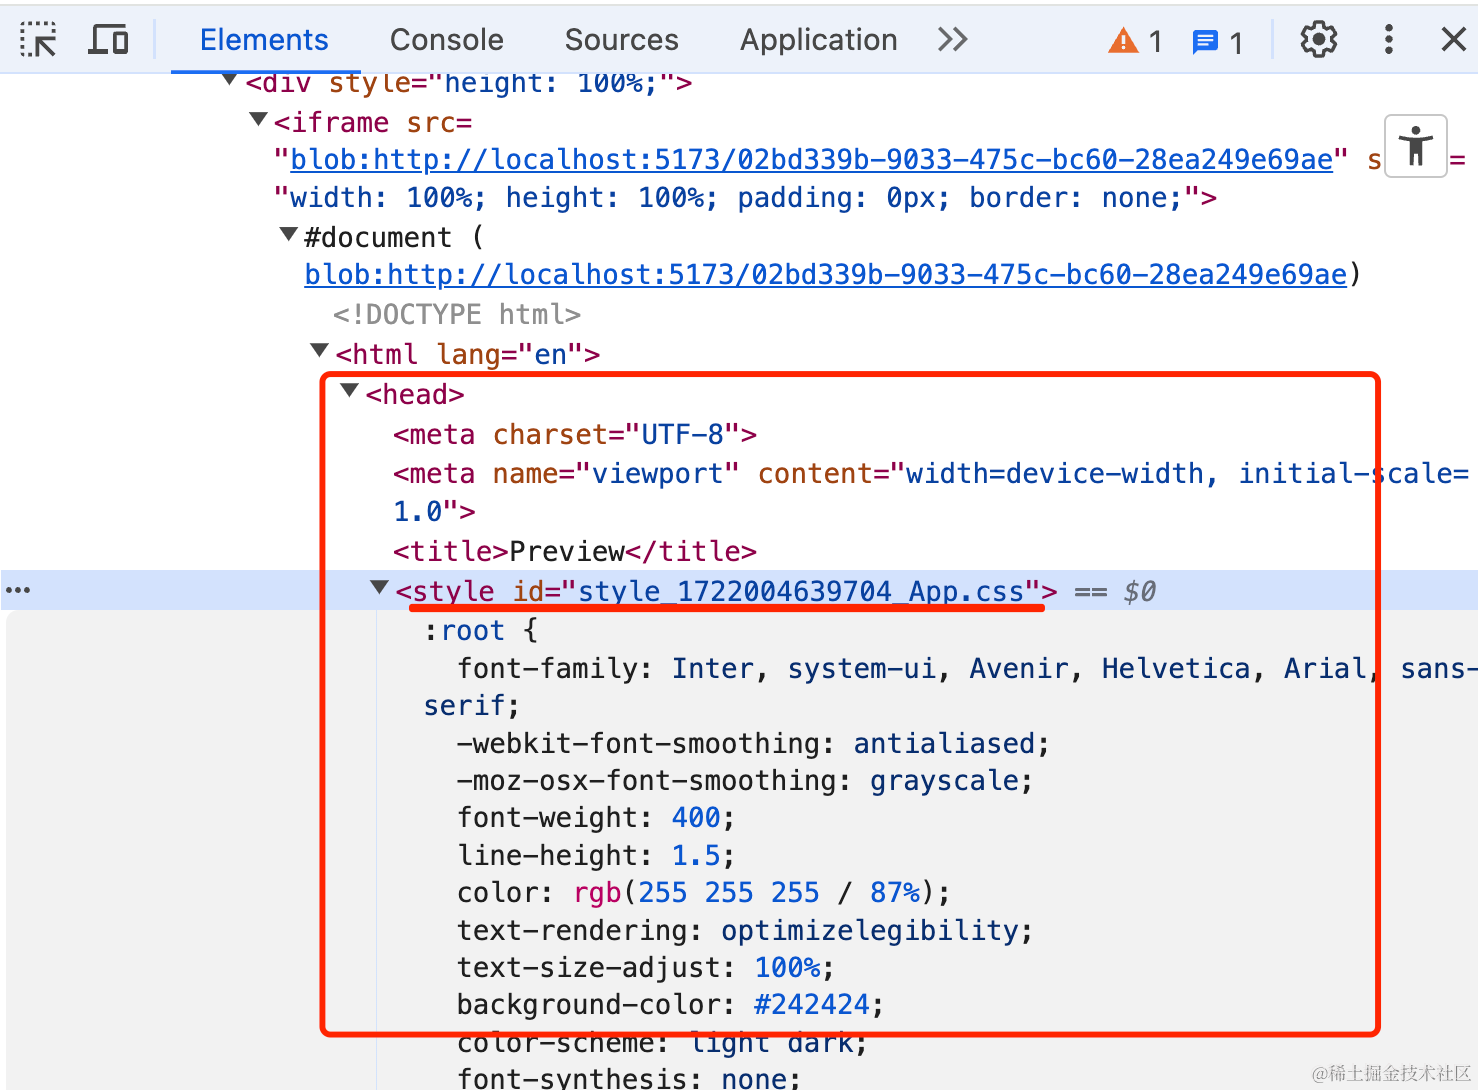 Elements Console Sources Application 1 1
<div style="height: 100%;">
<iframe src=
"blob:http://localhost:5173/02bd339b-9033-475c-bc60-28ea249e69ae" s =
"width: 100%; height: 100%; padding: 0px; border: none;">
#document (
blob:http://localhost:5173/02bd339b-9033-475c-bc60-28ea249e69ae)
<!DOCTYPE html>
<html lang="en">
<head>
<meta charset="UTF-8">
<meta name="viewport" content="width=device-width, initial-scale=
1.0">
<title>Preview</title>
<style id="style_1722004639704_App.css"> == $0
:root {
font-family: Inter, system-ui, Avenir, Helvetica, Arial, sans-
serif;
-webkit-font-smoothing: antialiased;
-moz-osx-font-smoothing: grayscale;
font-weight: 400;
line-height: 1.5;
color: rgb(255 255 255 / 87%);
text-rendering: optimizelegibility;
text-size-adjust: 100%;
background-color: #242424;
color-scheme: light dark;
font-synthesis: none;
@稀土掘金技术社区